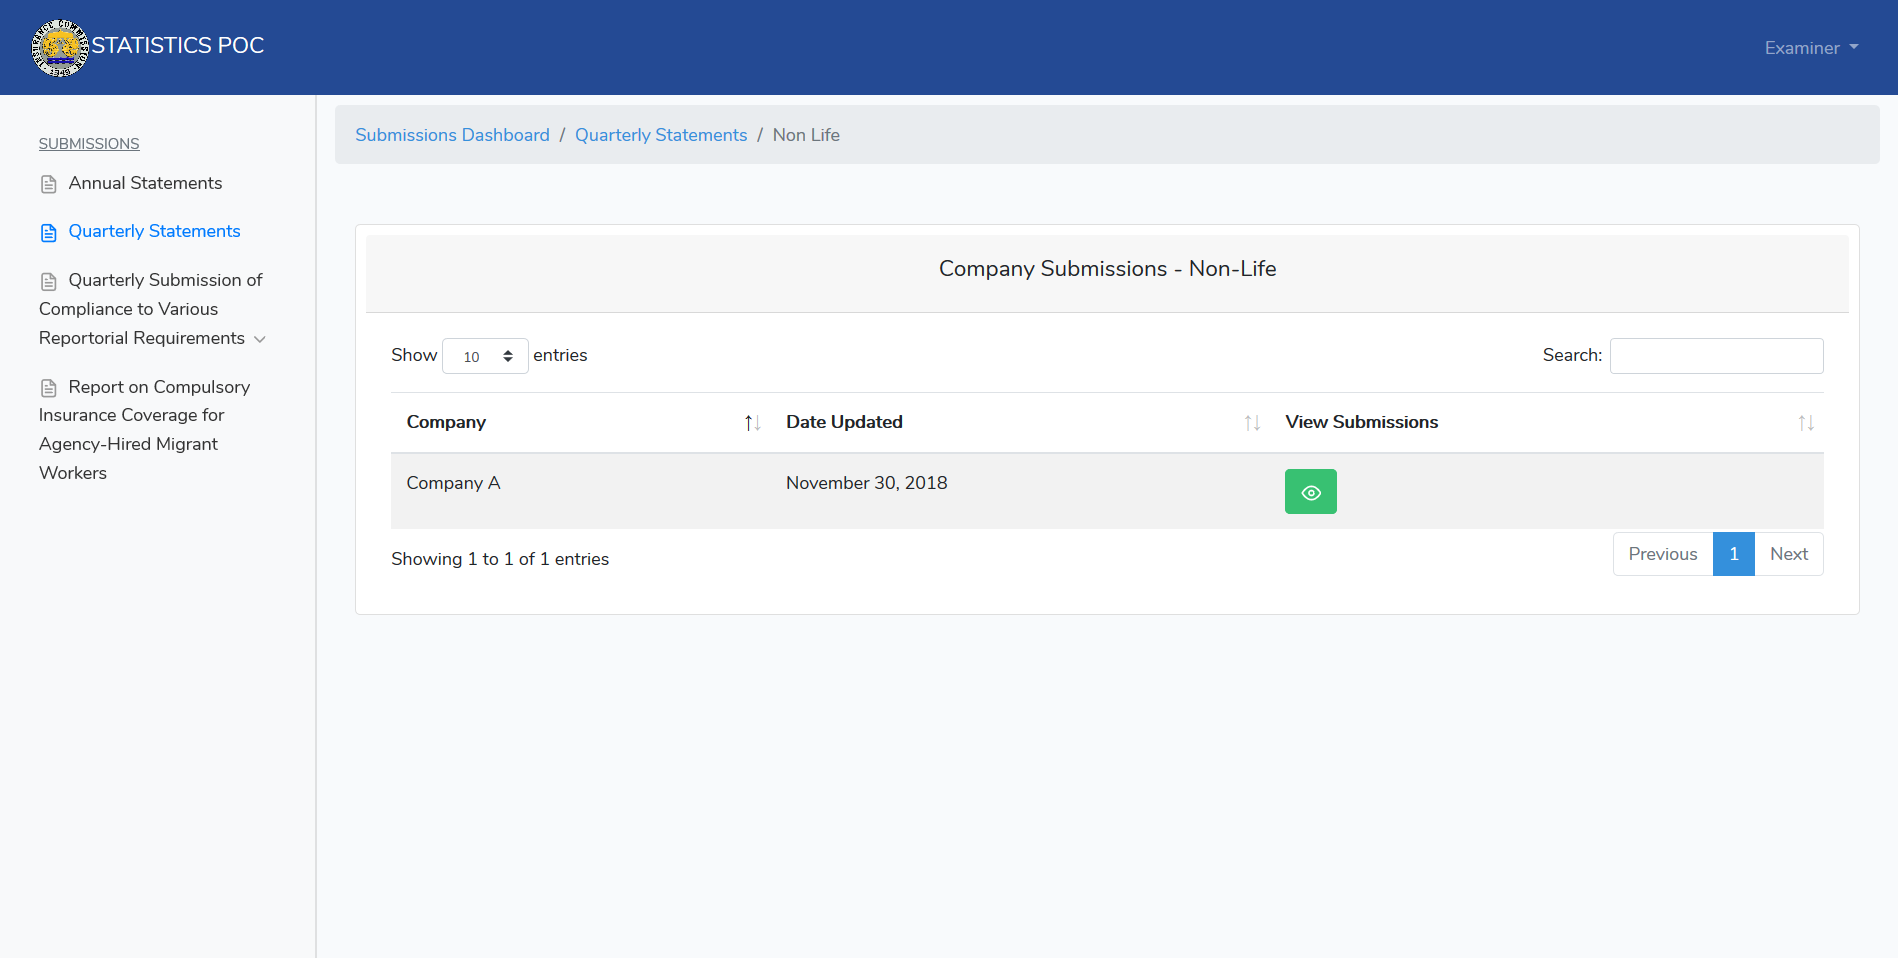 INSURANCE COMMISSION
1949
STATISTICS POC
Examiner
SUBMISSIONS
Annual Statements
Quarterly Statements
Quarterly Submission of
Compliance to Various
Reportorial Requirements
Report on Compulsory
Insurance Coverage for
Agency-Hired Migrant
Workers
Submissions Dashboard / Quarterly Statements / Non Life
Company Submissions - Non-Life
Show 10 entries
Search:
Company Date Updated View Submissions
Company A November 30, 2018
Showing 1 to 1 of 1 entries
Previous 1 Next